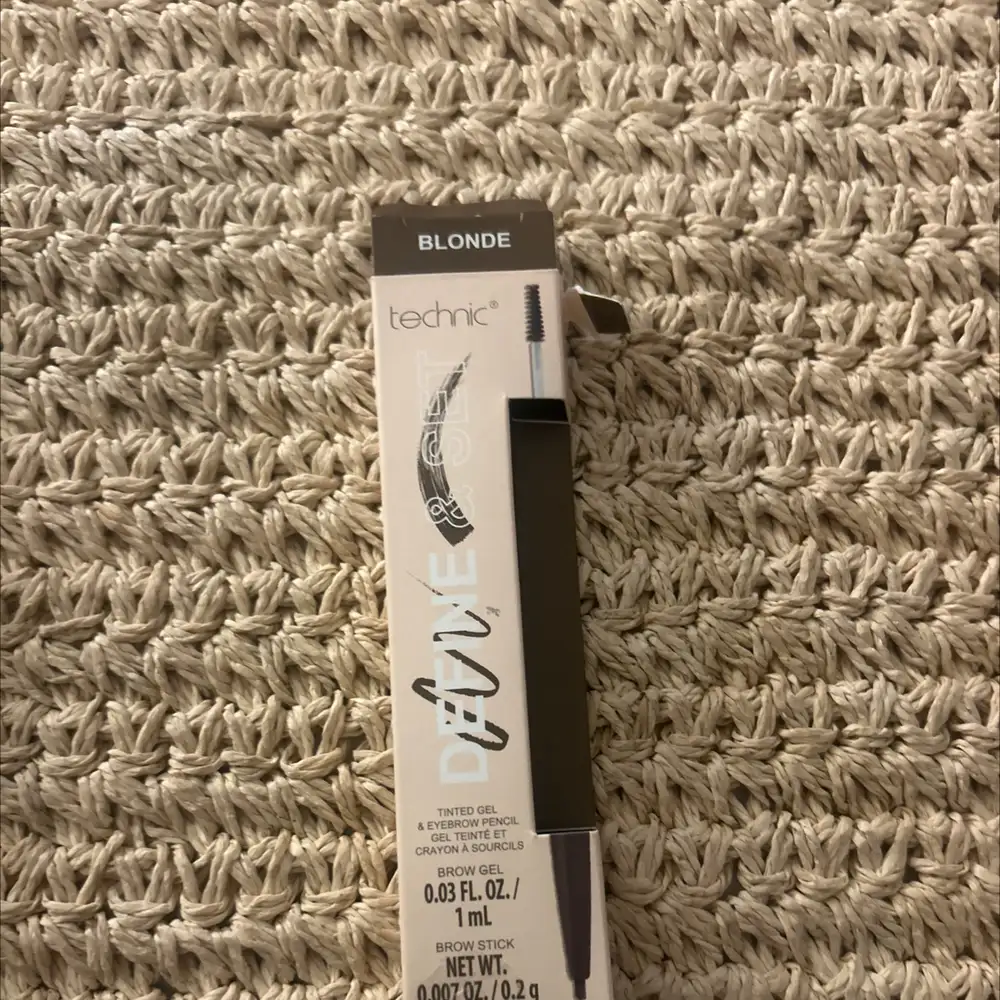 BLONDE
technic®
DEFINE & SET
TINTED GEL
& EYEBROW PENCIL
GEL TEINTÉ ET
CRAYON À SOURCILS
BROW GEL
0.03 FL. OZ. /
1 mL
BROW STICK
NET WT.
0.007 OZ. / 0.2 g